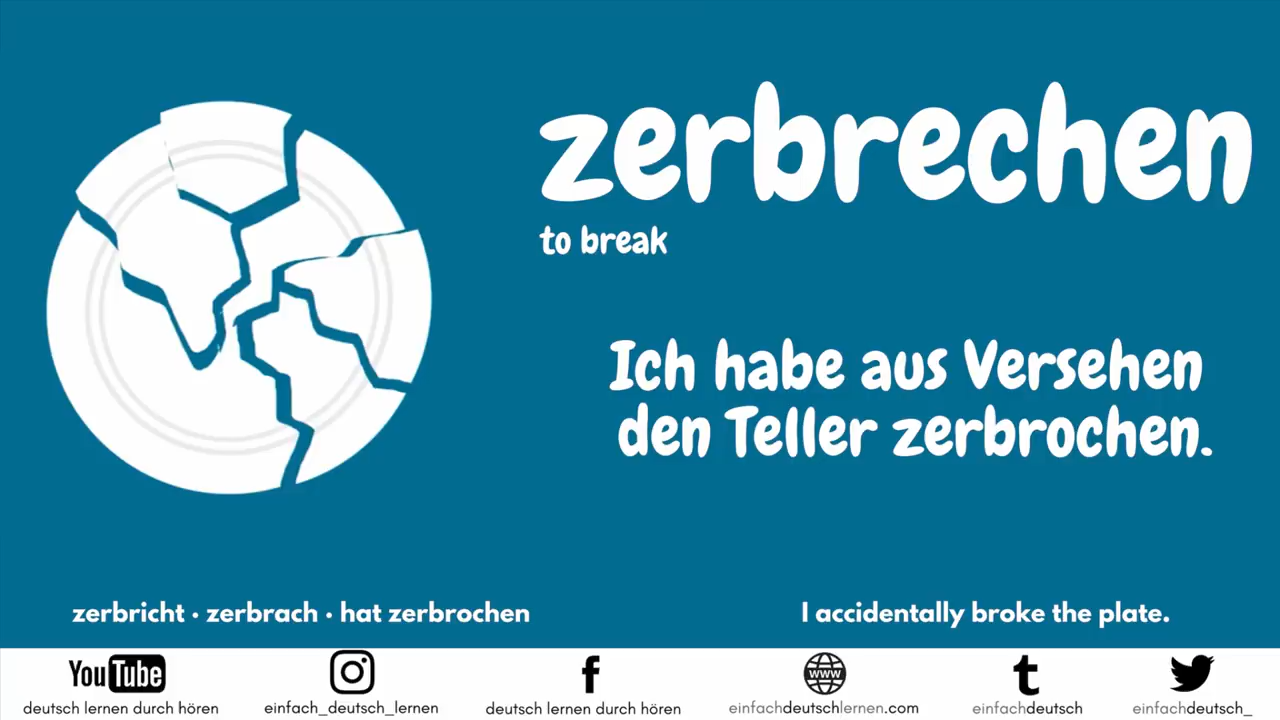 zerbrechen
to break
Ich habe aus Versehen
den Teller zerbrochen.
zerbricht · zerbrach · hat zerbrochen
I accidentally broke the plate.
YouTube
WWW
deutsch lernen durch hören
einfach_deutsch_lernen
deutsch lernen durch hören
einfachdeutschlernen.com
einfachdeutsch
einfachdeutsch_